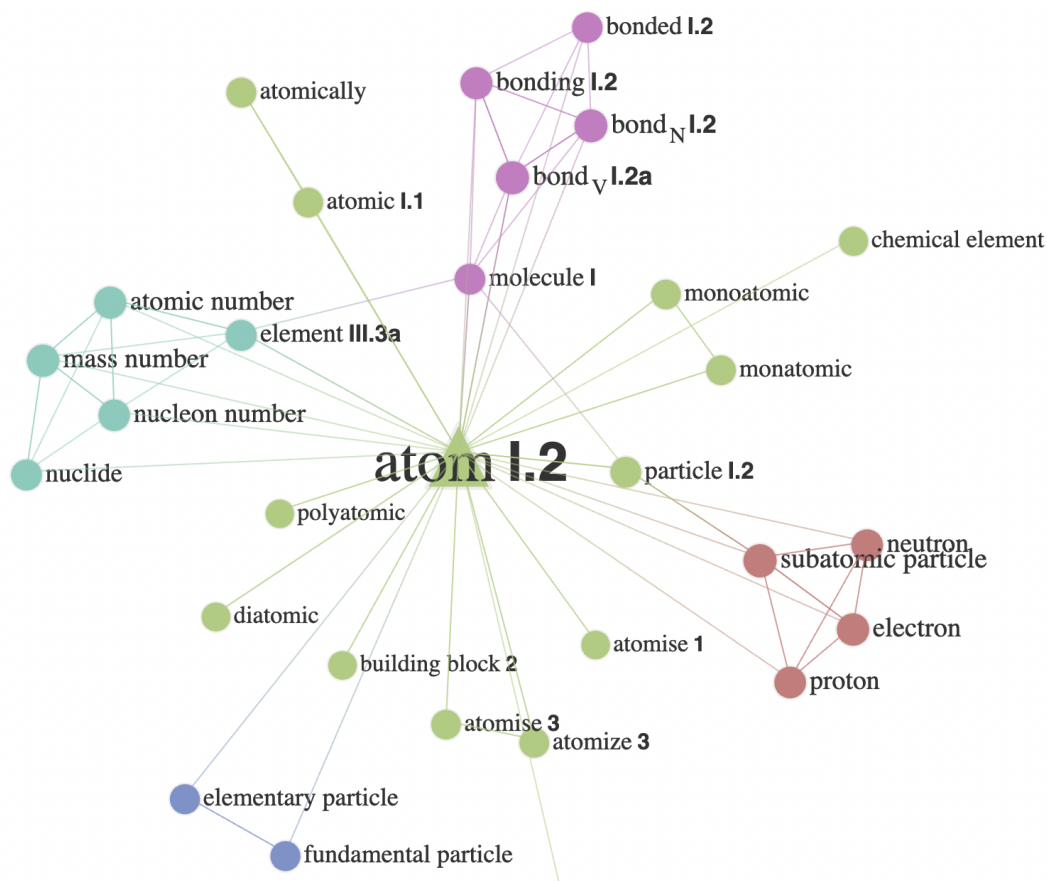 bonded I.2
bonding I.2
atomically
bond N I.2
bond V I.2a
atomic I.1
chemical element
molecule I
monoatomic
atomic number
element III.3a
mass number
monatomic
nucleon number
atom I.2
particle I.2
nuclide
polyatomic
neutron
subatomic particle
diatomic
electron
atomise 1
building block 2
proton
atomise 3
atomize 3
elementary particle
fundamental particle